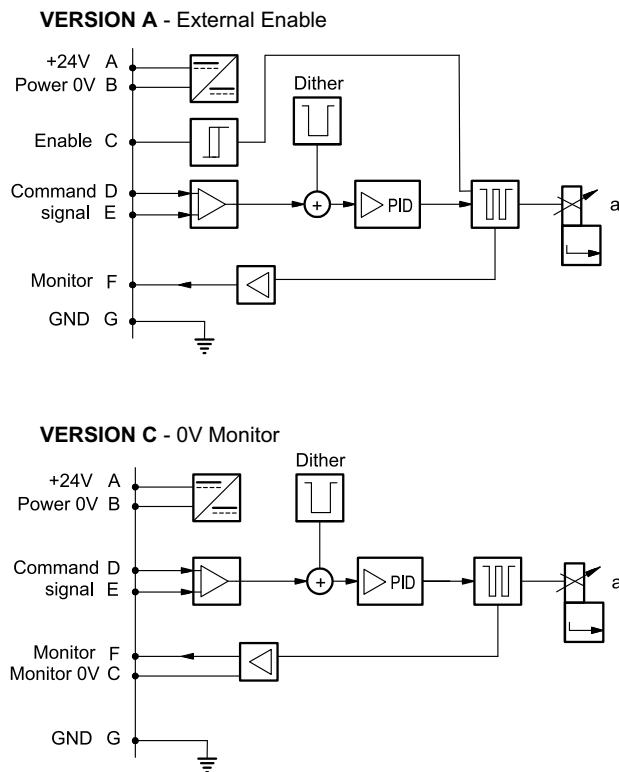 VERSION A - External Enable
+24V A
Power 0V B
Dither
Enable C
Command D
signal E
+
PID
a
Monitor F
GND G
VERSION C - 0V Monitor
+24V A
Power 0V B
Dither
Command D
signal E
+
PID
a
Monitor F
Monitor 0V C
GND G